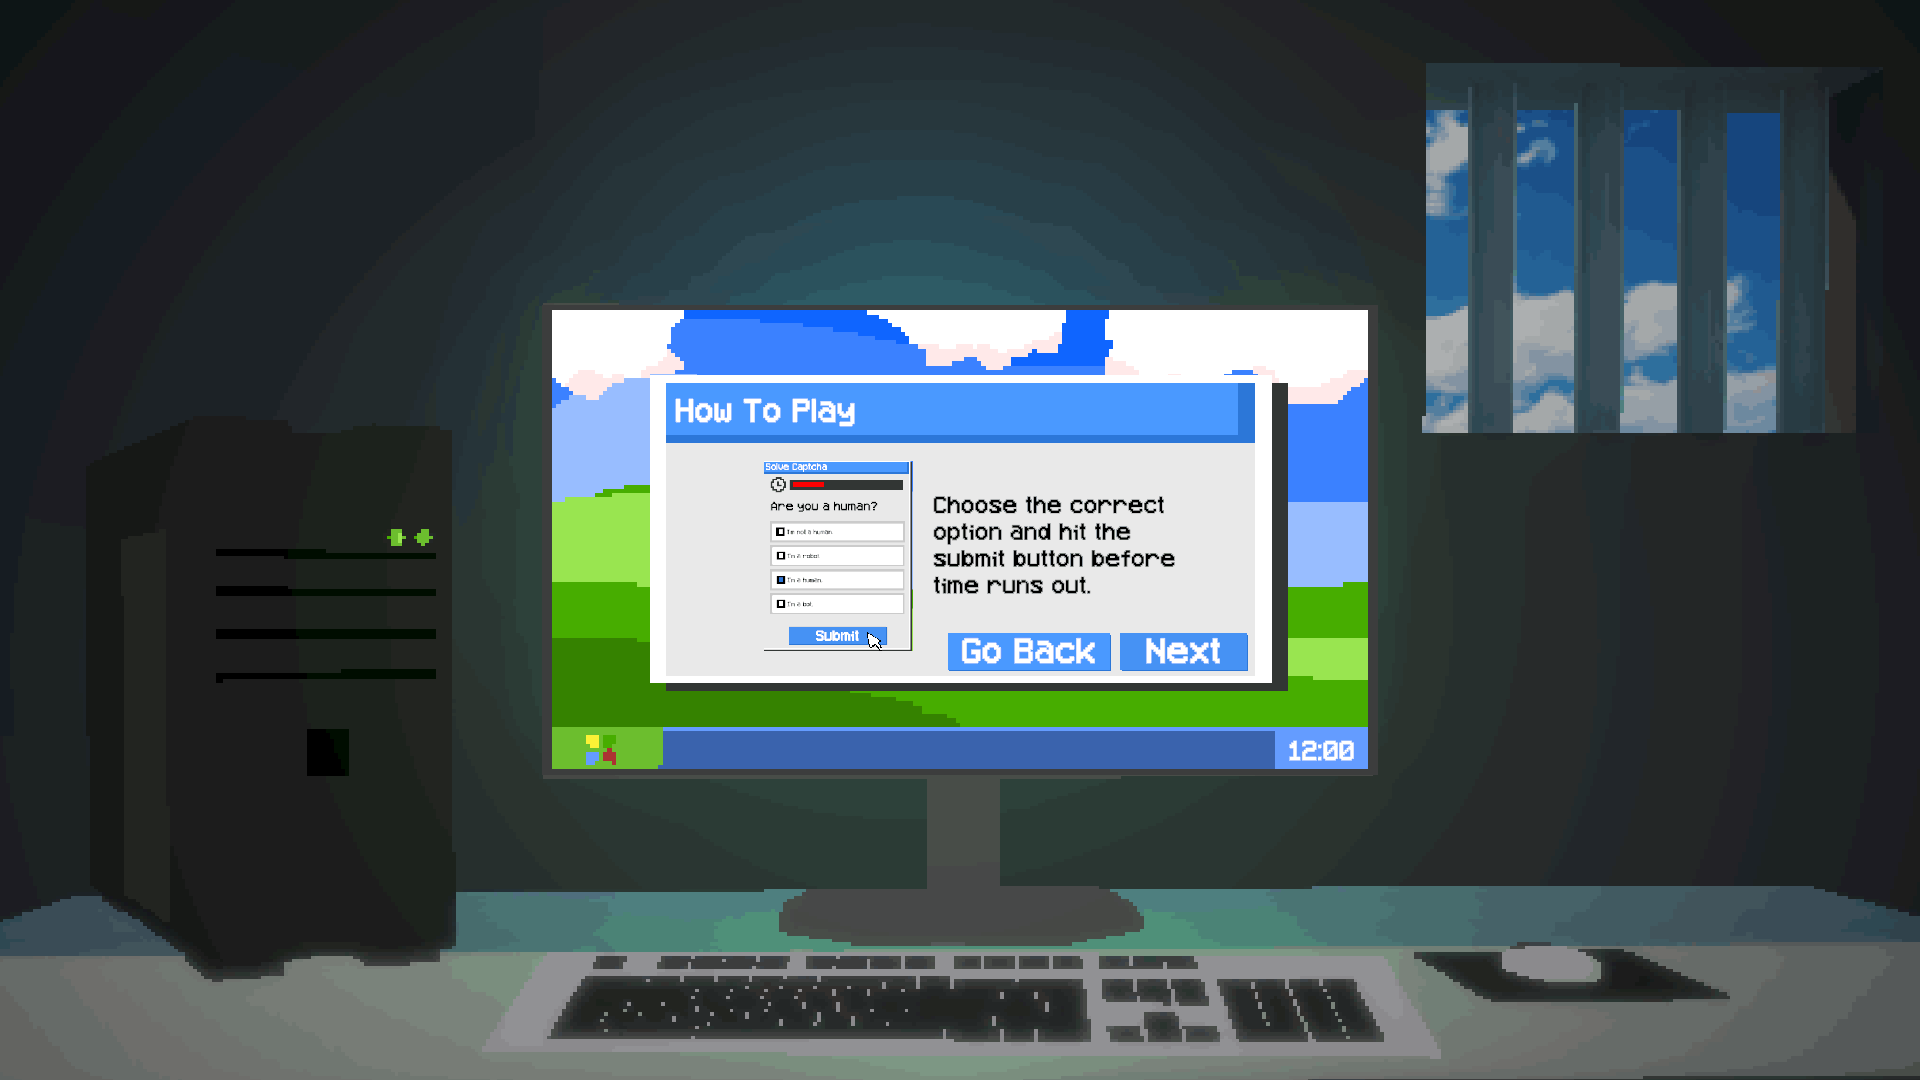 How To Play
Solve Captcha
Are you a human?
I'm not a human.
I'm a robot.
I'm a human.
I'm a bot.
Submit
Choose the correct
option and hit the
submit button before
time runs out.
Go Back
Next
12:00